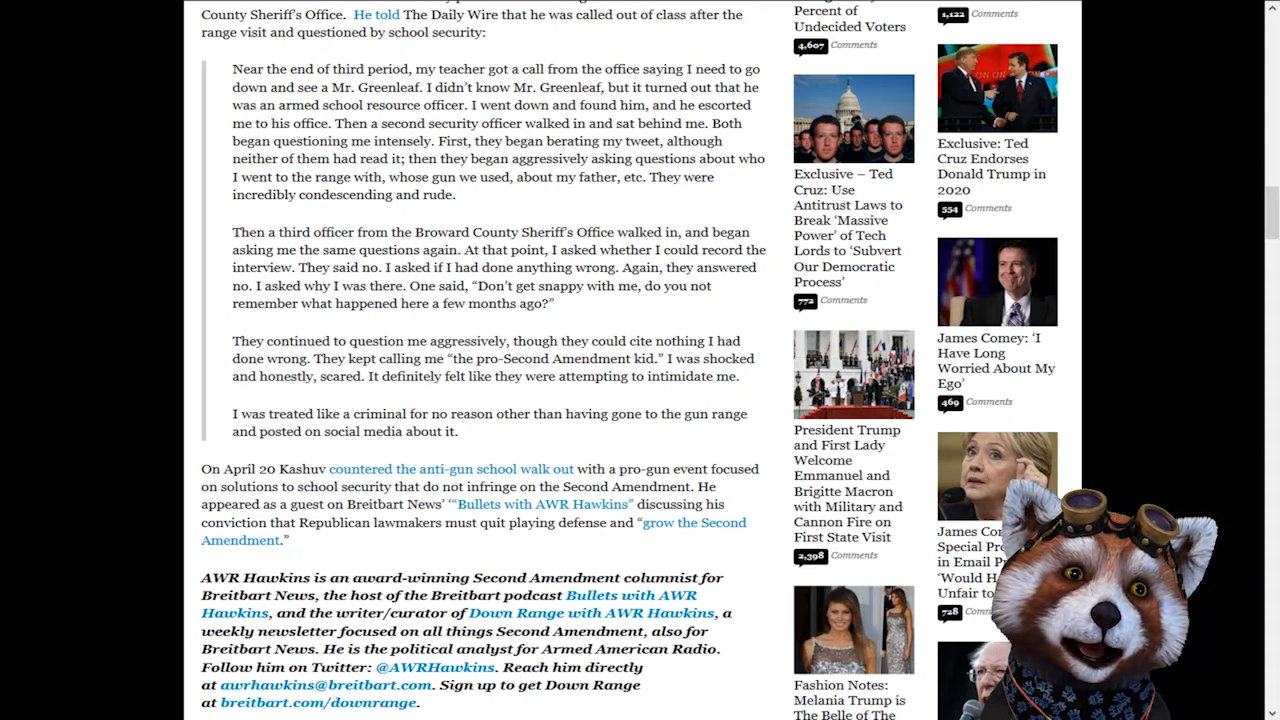 County Sheriff's Office. He told The Daily Wire that he was called out of class after the
range visit and questioned by school security:
Near the end of third period, my teacher got a call from the office saying I need to go
down and see a Mr. Greenleaf. I didn't know Mr. Greenleaf, but it turned out that he
was an armed school resource officer. I went down and found him, and he escorted
me to his office. Then a second security officer walked in and sat behind me. Both
began questioning me intensely. First, they began berating my tweet, although
neither of them had read it; then they began aggressively asking questions about who
I went to the range with, whose gun we used, about my father, etc. They were
incredibly condescending and rude.
Then a third officer from the Broward County Sheriff's Office walked in, and began
asking me the same questions again. At that point, I asked whether I could record the
interview. They said no. I asked if I had done anything wrong. Again, they answered
no. I asked why I was there. One said, "Don't get snappy with me, do you not
remember what happened here a few months ago?"
They continued to question me aggressively, though they could cite nothing I had
done wrong. They kept calling me "the pro-Second Amendment kid." I was shocked
and honestly, scared. It definitely felt like they were attempting to intimidate me.
I was treated like a criminal for no reason other than having gone to the gun range
and posted on social media about it.
On April 20 Kashuv countered the anti-gun school walk out with a pro-gun event focused
on solutions to school security that do not infringe on the Second Amendment. He
appeared as a guest on Breitbart News' "“Bullets with AWR Hawkins” discussing his
conviction that Republican lawmakers must quit playing defense and “grow the Second
Amendment.”
AWR Hawkins is an award-winning Second Amendment columnist for
Breitbart News, the host of the Breitbart podcast Bullets with AWR
Hawkins, and the writer/curator of Down Range with AWR Hawkins, a
weekly newsletter focused on all things Second Amendment, also for
Breitbart News. He is the political analyst for Armed American Radio.
Follow him on Twitter: @AWRHawkins. Reach him directly
at awrhawkins@breitbart.com. Sign up to get Down Range
at breitbart.com/downrange.
Percent of
Undecided Voters
4,607 Comments
Exclusive – Ted
Cruz: Use
Antitrust Laws to
Break ‘Massive
Power’ of Tech
Lords to ‘Subvert
Our Democratic
Process’
772 Comments
President Trump
and First Lady
Welcome
Emmanuel and
Brigitte Macron
with Military and
Cannon Fire on
First State Visit
2,398 Comments
Fashion Notes:
Melania Trump is
The Belle of The
1,122 Comments
Exclusive: Ted
Cruz Endorses
Donald Trump in
2020
554 Comments
James Comey: ‘I
Have Long
Worried About My
Ego’
469 Comments
James Com
Special Pro
in Email P
‘Would H
Unfair to
728 Comm